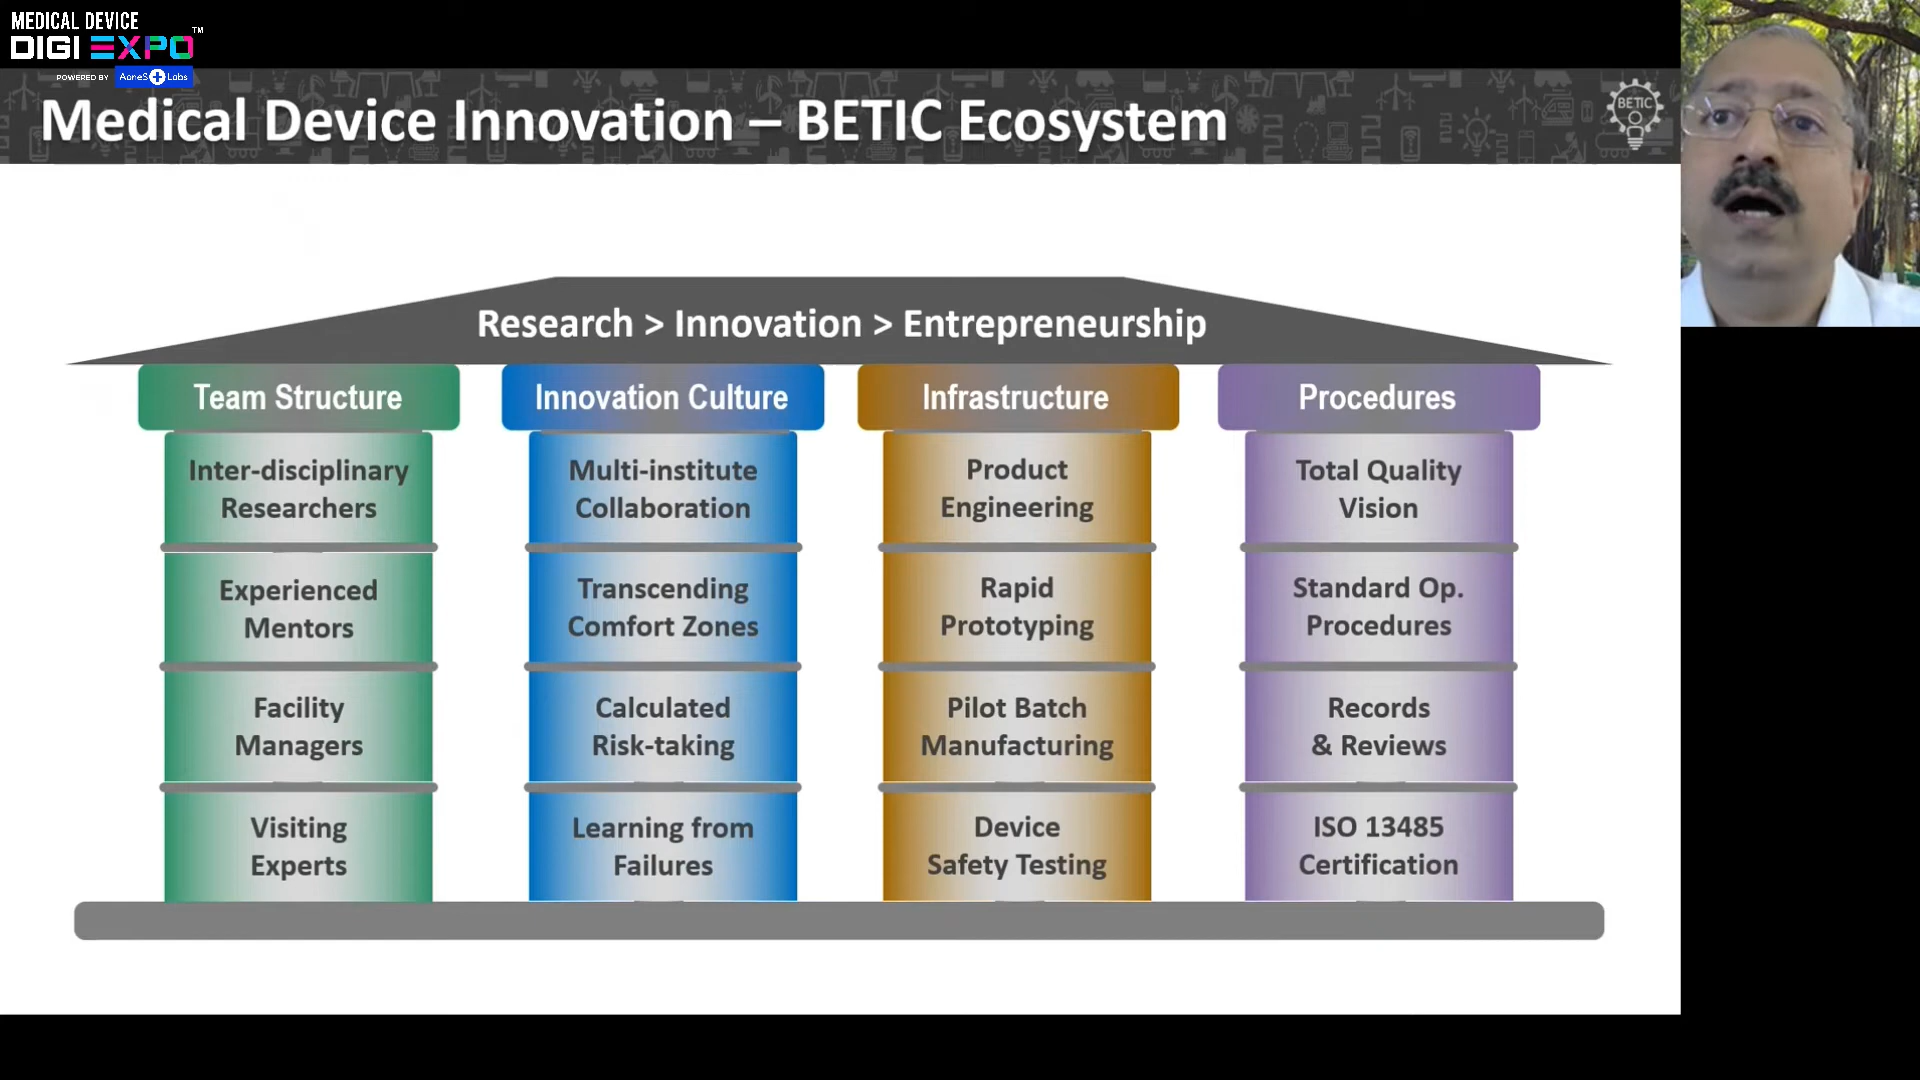 MEDICAL DEVICE
DIGI EXPO™
POWERED BY AoneS Labs
Medical Device Innovation – BETIC Ecosystem
BETIC
Research > Innovation > Entrepreneurship
Team Structure
Inter-disciplinary
Researchers
Experienced
Mentors
Facility
Managers
Visiting
Experts
Innovation Culture
Multi-institute
Collaboration
Transcending
Comfort Zones
Calculated
Risk-taking
Learning from
Failures
Infrastructure
Product
Engineering
Rapid
Prototyping
Pilot Batch
Manufacturing
Device
Safety Testing
Procedures
Total Quality
Vision
Standard Op.
Procedures
Records
& Reviews
ISO 13485
Certification